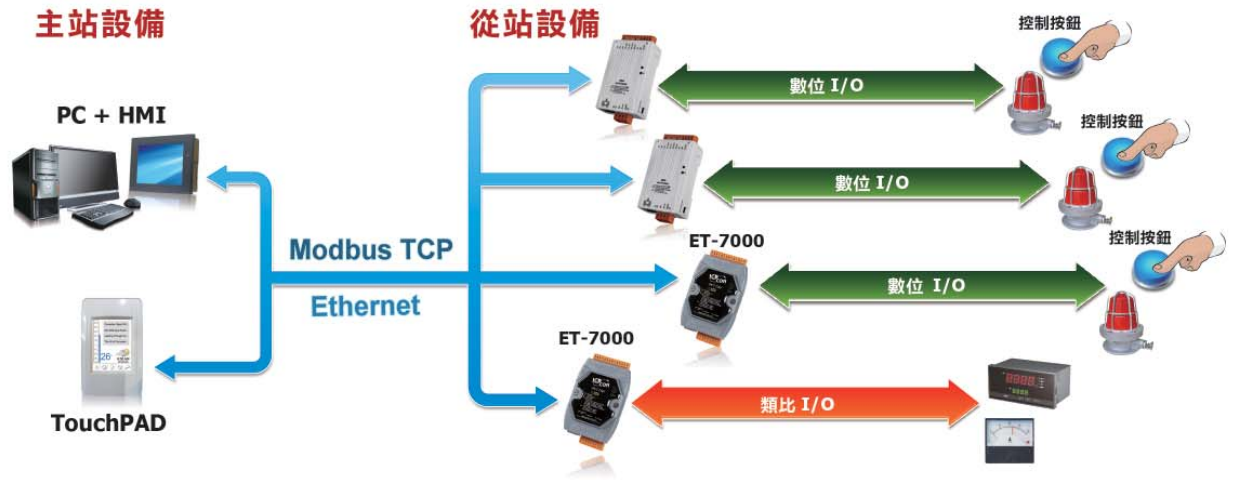 主站設備
從站設備
控制按鈕
數位 I/O
PC + HMI
控制按鈕
數位 I/O
Modbus TCP
Ethernet
ET-7000
控制按鈕
數位 I/O
ET-7000
類比 I/O
TouchPAD
26